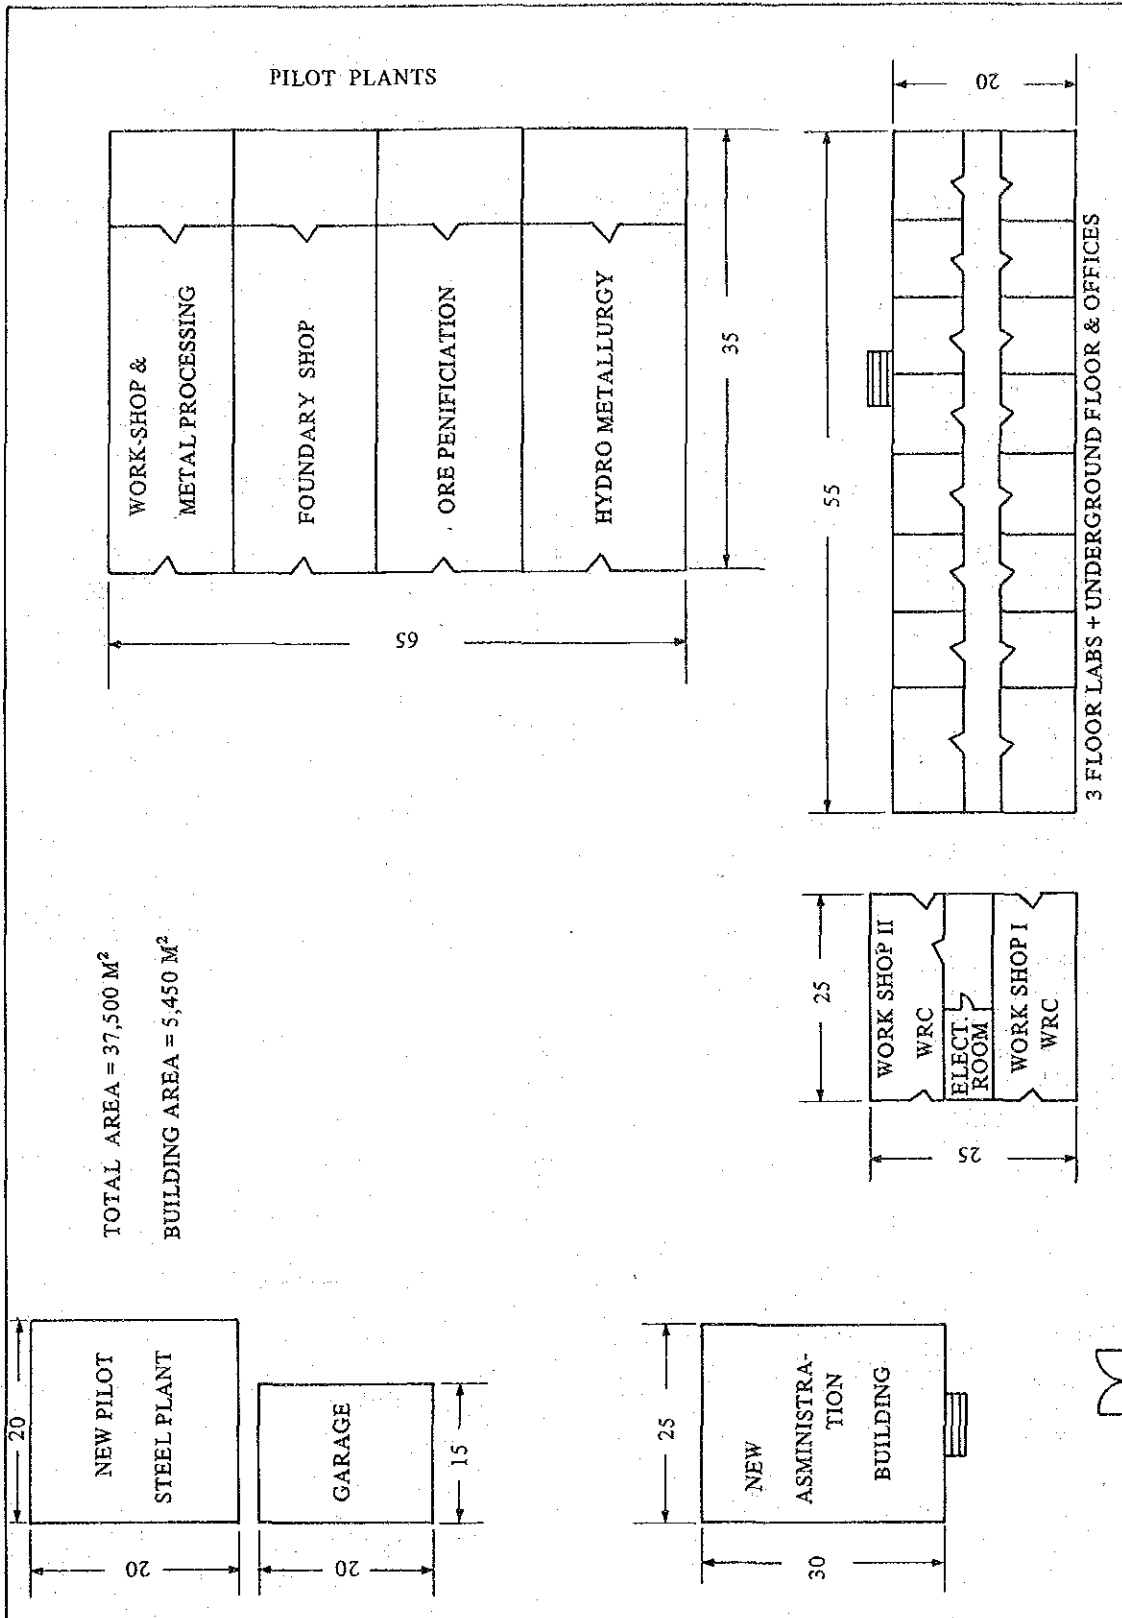 PILOT PLANTS
WORK-SHOP &
METAL PROCESSING
FOUNDARY SHOP
ORE PENIFICIATION
HYDRO METALLURGY
65
35
20
55
3 FLOOR LABS + UNDERGROUND FLOOR & OFFICES
TOTAL AREA = 37,500 M²
BUILDING AREA = 5,450 M²
25
25
WORK SHOP II
WRC
ELECT.
ROOM
WORK SHOP I
WRC
20
20
NEW PILOT
STEEL PLANT
GARAGE
15
20
25
30
NEW
ASMINISTRA-
TION
BUILDING